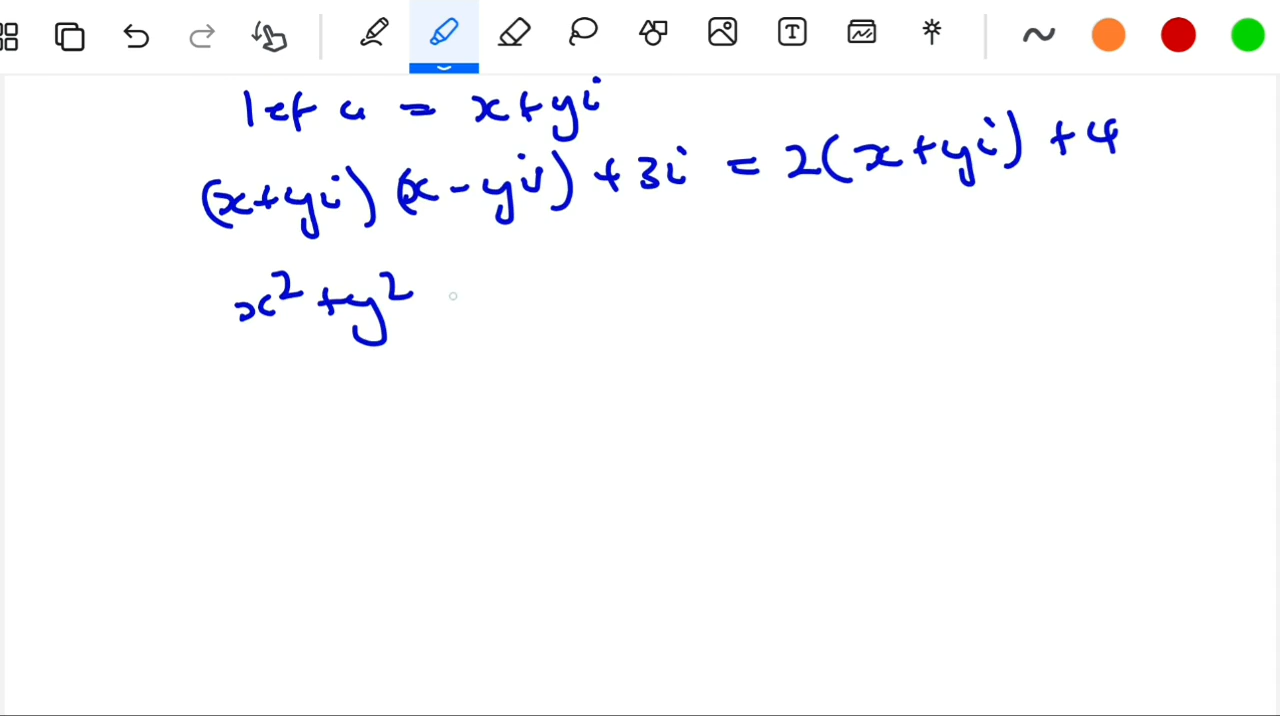 let u = x+yi
(x+yi)(x-yi)+3i = 2(x+yi)+4
x²+y²